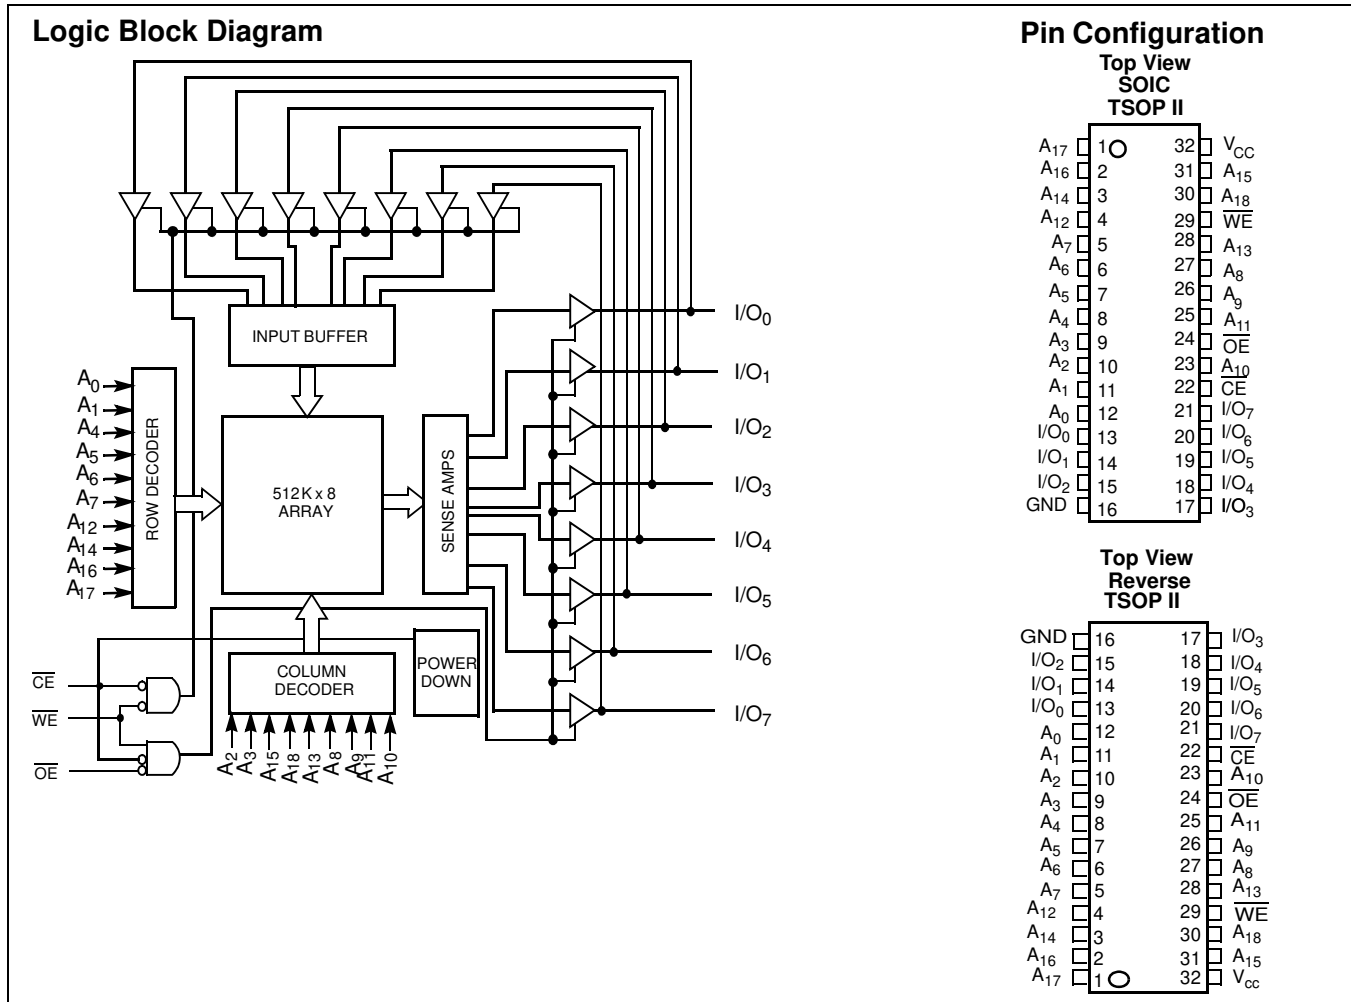 Logic Block Diagram
INPUT BUFFER
A0
A1
A4
A5
A6
A7
A12
A14
A16
A17
ROW DECODER
512K x 8
ARRAY
SENSE AMPS
I/O0
I/O1
I/O2
I/O3
I/O4
I/O5
I/O6
I/O7
COLUMN
DECODER
POWER
DOWN
C̅E̅
W̅E̅
O̅E̅
A2
A3
A15
A18
A13
A8
A9
A11
A10
Pin Configuration
Top View
SOIC
TSOP II
A17 1 32 VCC
A16 2 31 A15
A14 3 30 A18
A12 4 29 W̅E̅
A7 5 28 A13
A6 6 27 A8
A5 7 26 A9
A4 8 25 A11
A3 9 24 O̅E̅
A2 10 23 A10
A1 11 22 C̅E̅
A0 12 21 I/O7
I/O0 13 20 I/O6
I/O1 14 19 I/O5
I/O2 15 18 I/O4
GND 16 17 I/O3
Top View
Reverse
TSOP II
GND 16 17 I/O3
I/O2 15 18 I/O4
I/O1 14 19 I/O5
I/O0 13 20 I/O6
A0 12 21 I/O7
A1 11 22 C̅E̅
A2 10 23 A10
A3 9 24 O̅E̅
A4 8 25 A11
A5 7 26 A9
A6 6 27 A8
A7 5 28 A13
A12 4 29 W̅E̅
A14 3 30 A18
A16 2 31 A15
A17 1 32 Vcc